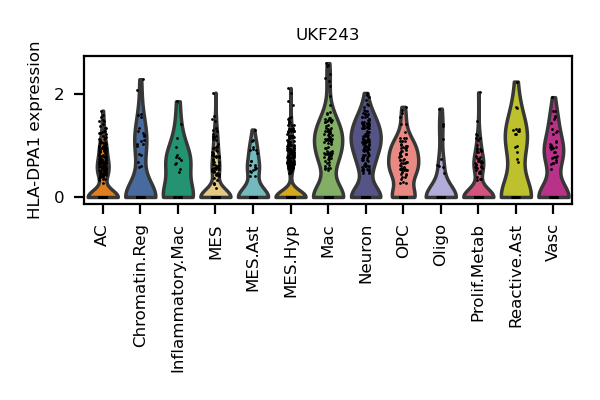 UKF243
HLA-DPA1 expression
2
0
AC
Chromatin.Reg
Inflammatory.Mac
MES
MES.Ast
MES.Hyp
Mac
Neuron
OPC
Oligo
Prolif.Metab
Reactive.Ast
Vasc